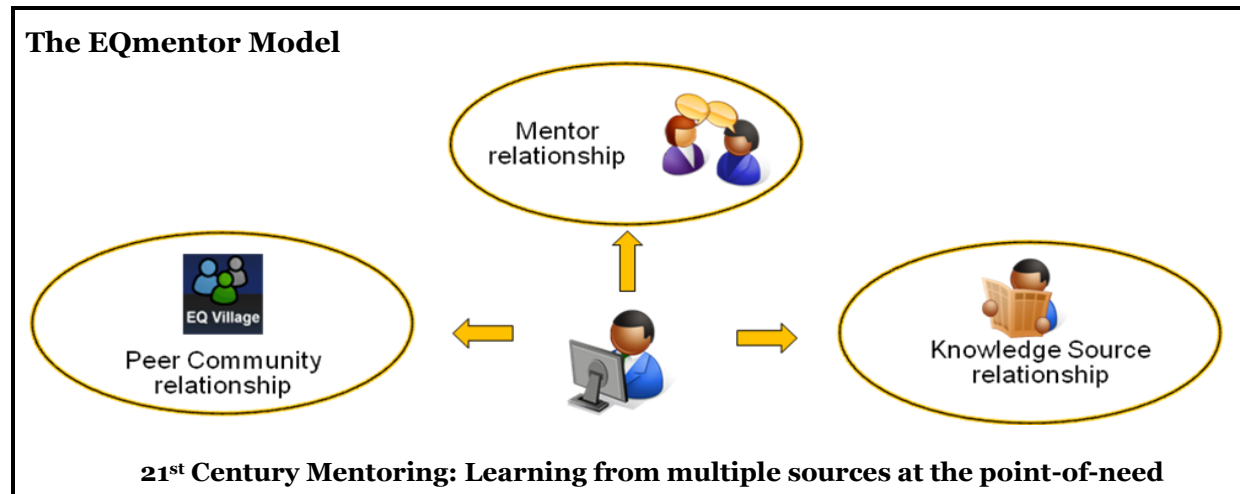 The EQmentor Model
Mentor
relationship
EQ Village
Peer Community
relationship
Knowledge Source
relationship
21st Century Mentoring: Learning from multiple sources at the point-of-need